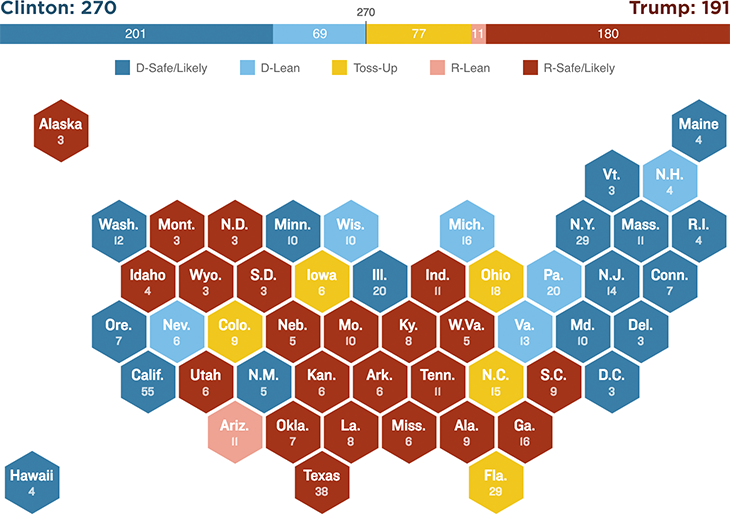 Clinton: 270
270
Trump: 191
201
69
77
11
180
D-Safe/Likely
D-Lean
Toss-Up
R-Lean
R-Safe/Likely
Alaska
3
Maine
4
Vt.
3
N.H.
4
Wash.
12
Mont.
3
N.D.
3
Minn.
10
Wis.
10
Mich.
16
N.Y.
29
Mass.
11
R.I.
4
Idaho
4
Wyo.
3
S.D.
3
Iowa
6
Ill.
20
Ind.
11
Ohio
18
Pa.
20
N.J.
14
Conn.
7
Ore.
7
Nev.
6
Colo.
9
Neb.
5
Mo.
10
Ky.
8
W.Va.
5
Va.
13
Md.
10
Del.
3
Calif.
55
Utah
6
N.M.
5
Kan.
6
Ark.
6
Tenn.
11
N.C.
15
S.C.
9
D.C.
3
Ariz.
11
Okla.
7
La.
8
Miss.
6
Ala.
9
Ga.
16
Hawaii
4
Texas
38
Fla.
29